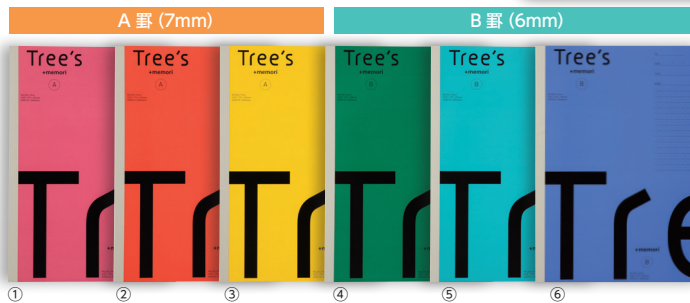 A 罫 (7mm)
B 罫 (6mm)
Tree's
+memori
A
Tr
①
Tree's
+memori
A
Tr
②
Tree's
+memori
A
Tr
③
Tree's
+memori
B
Tr
④
Tree's
+memori
B
Tr
⑤
Tree's
+memori
B
Tre
+memori
B
⑥